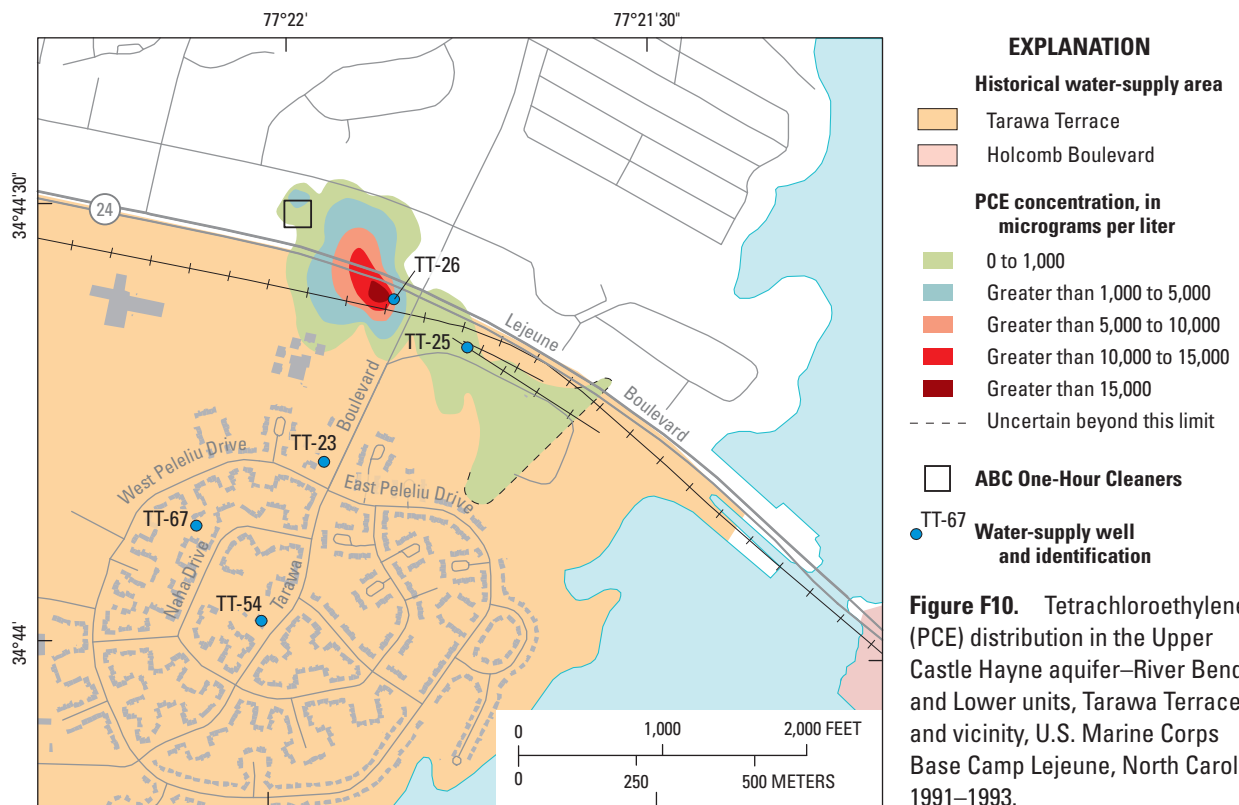 77°22'
77°21'30"
34°44'30"
34°44'
24
TT-26
TT-25
Lejeune
Boulevard
Boulevard
TT-23
West Peleliu Drive
East Peleliu Drive
TT-67
Naha Drive
TT-54
Tarawa
0 1,000 2,000 FEET
0 250 500 METERS
EXPLANATION
Historical water-supply area
Tarawa Terrace
Holcomb Boulevard
PCE concentration, in
micrograms per liter
0 to 1,000
Greater than 1,000 to 5,000
Greater than 5,000 to 10,000
Greater than 10,000 to 15,000
Greater than 15,000
Uncertain beyond this limit
ABC One-Hour Cleaners
TT-67
Water-supply well
and identification
Figure F10. Tetrachloroethylene
(PCE) distribution in the Upper
Castle Hayne aquifer–River Bend
and Lower units, Tarawa Terrace
and vicinity, U.S. Marine Corps
Base Camp Lejeune, North Carol
1991–1993.